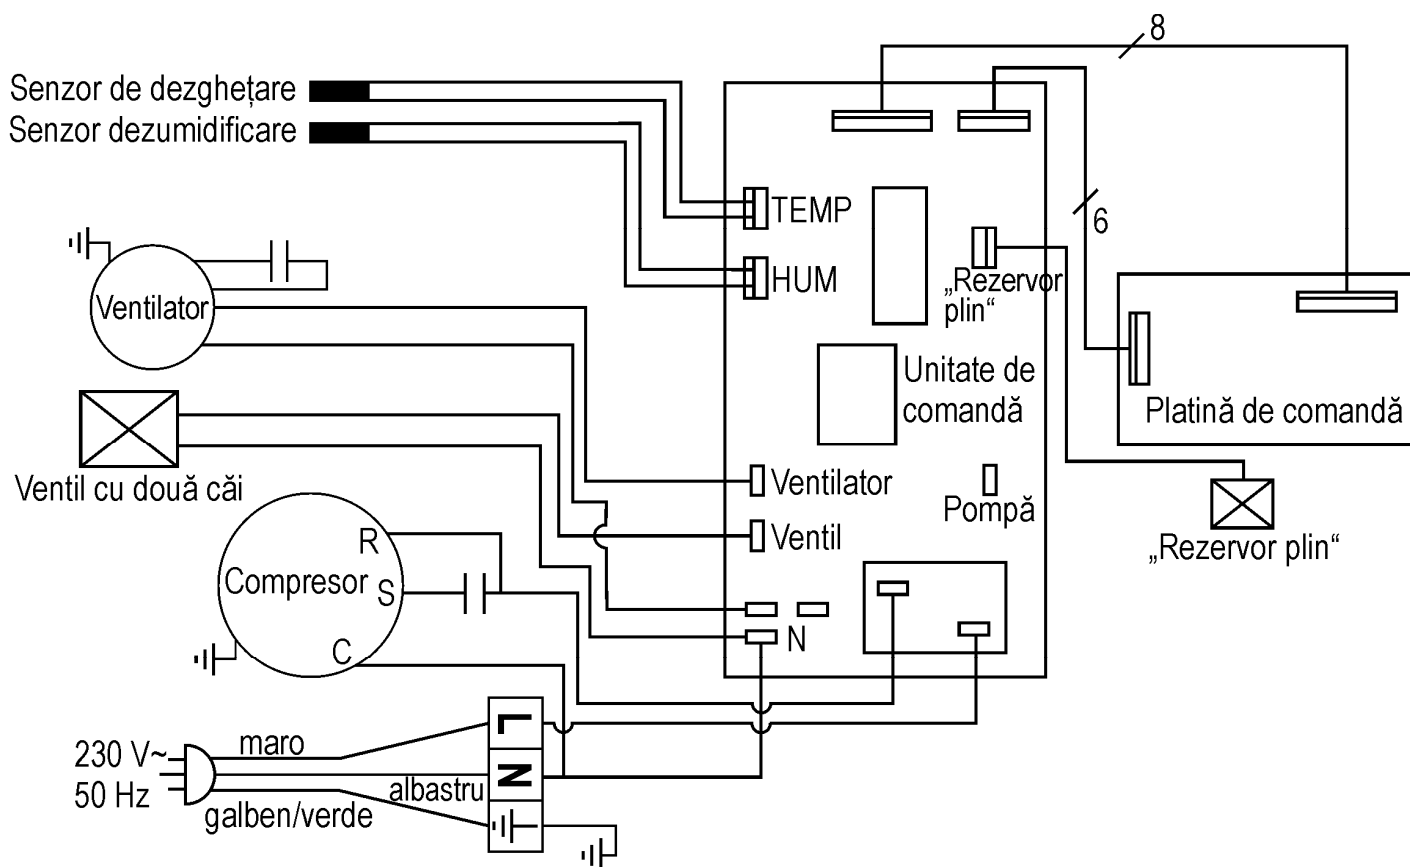 8
Senzor de dezghețare
Senzor dezumidificare
TEMP
6
HUM
„Rezervor
plin“
Ventilator
Unitate de
comandă
Platină de comandă
Ventil cu două căi
Ventilator
Pompă
Ventil
„Rezervor plin“
R
Compresor
S
N
C
L
230 V~
maro
N
50 Hz
albastru
galben/verde